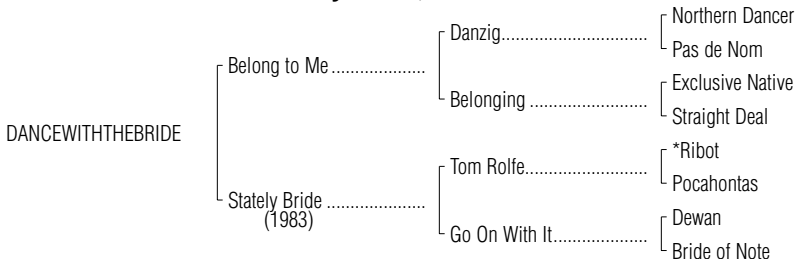 Northern Dancer
Danzig..............................
Pas de Nom
Belong to Me....................
Exclusive Native
Belonging ........................
Straight Deal
DANCEWITHTHEBRIDE
*Ribot
Tom Rolfe.........................
Pocahontas
Stately Bride .....................
(1983)
Dewan
Go On With It...................
Bride of Note